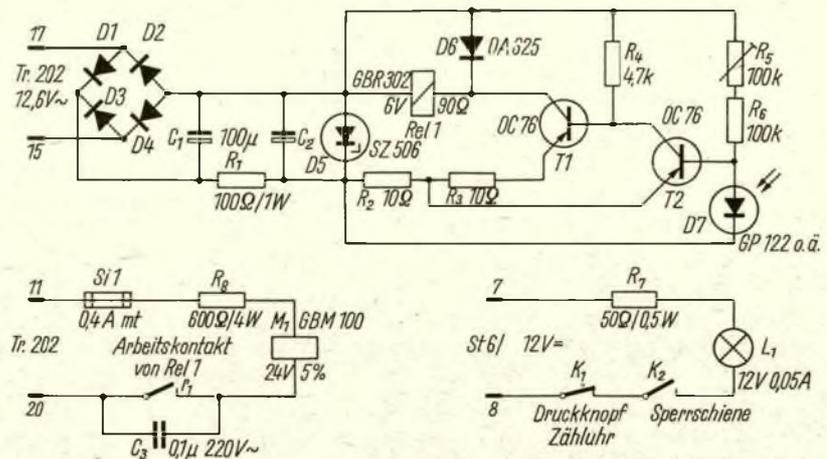 17
Tr. 202
12,6V~
15
D1
D2
D3
D4
C1
100µ
C2
R1
100Ω/1W
D5
SZ 506
GBR302
6V
90Ω
Rel 1
D6
OA 625
R4
4,7k
R5
100k
R6
100k
OC 76
T1
OC 76
T2
R2 10Ω
R3 10Ω
D7
GP 122 o.ä.
11
Si 1
0,4 A mt
R8
600Ω/4W
M1
GBM 100
24V 5%
Tr. 202
Arbeitskontakt
von Rel 1
r1
20
C3
0,1µ 220V~
7
R7
50Ω/0,5W
St 6/ 12V=
L1
12V 0,05A
8
K1
K2
Druckknopf
Zähluhr
Sperrschiene